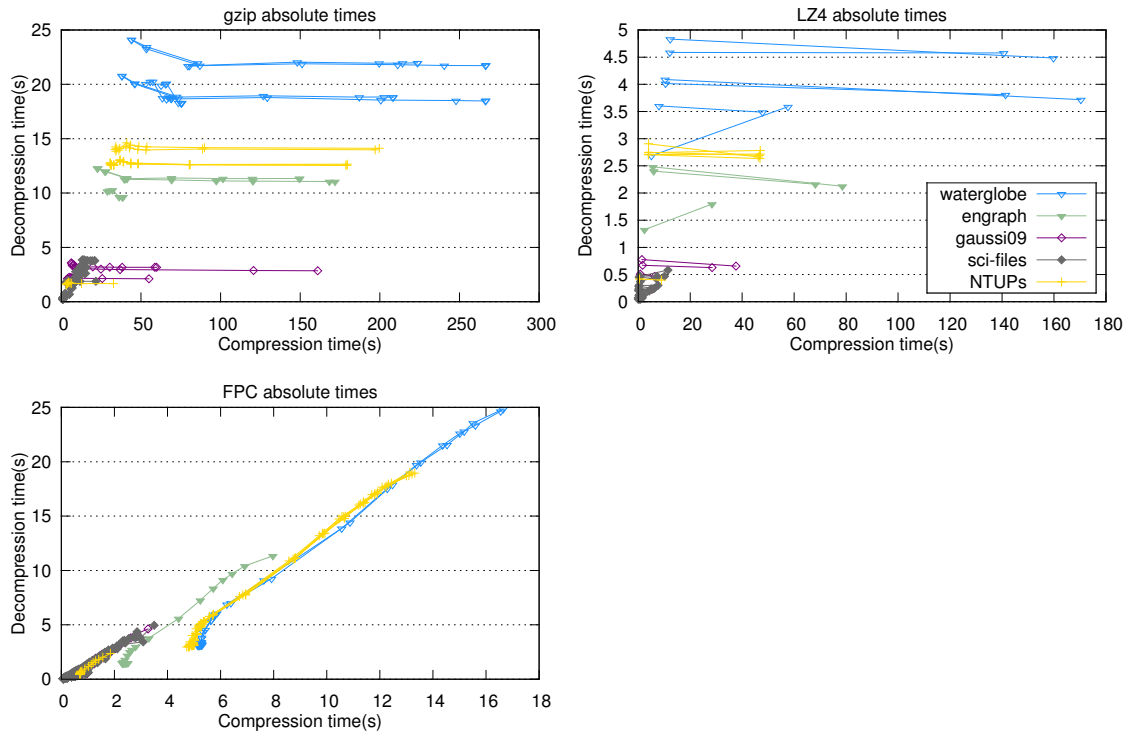 gzip absolute times
Decompression time(s)
25
20
15
10
5
0
0 50 100 150 200 250 300
Compression time(s)
LZ4 absolute times
Decompression time(s)
5
4.5
4
3.5
3
2.5
2
1.5
1
0.5
0
0 20 40 60 80 100 120 140 160 180
Compression time(s)
waterglobe
engraph
gaussi09
sci-files
NTUPs
FPC absolute times
Decompression time(s)
25
20
15
10
5
0
0 2 4 6 8 10 12 14 16 18
Compression time(s)